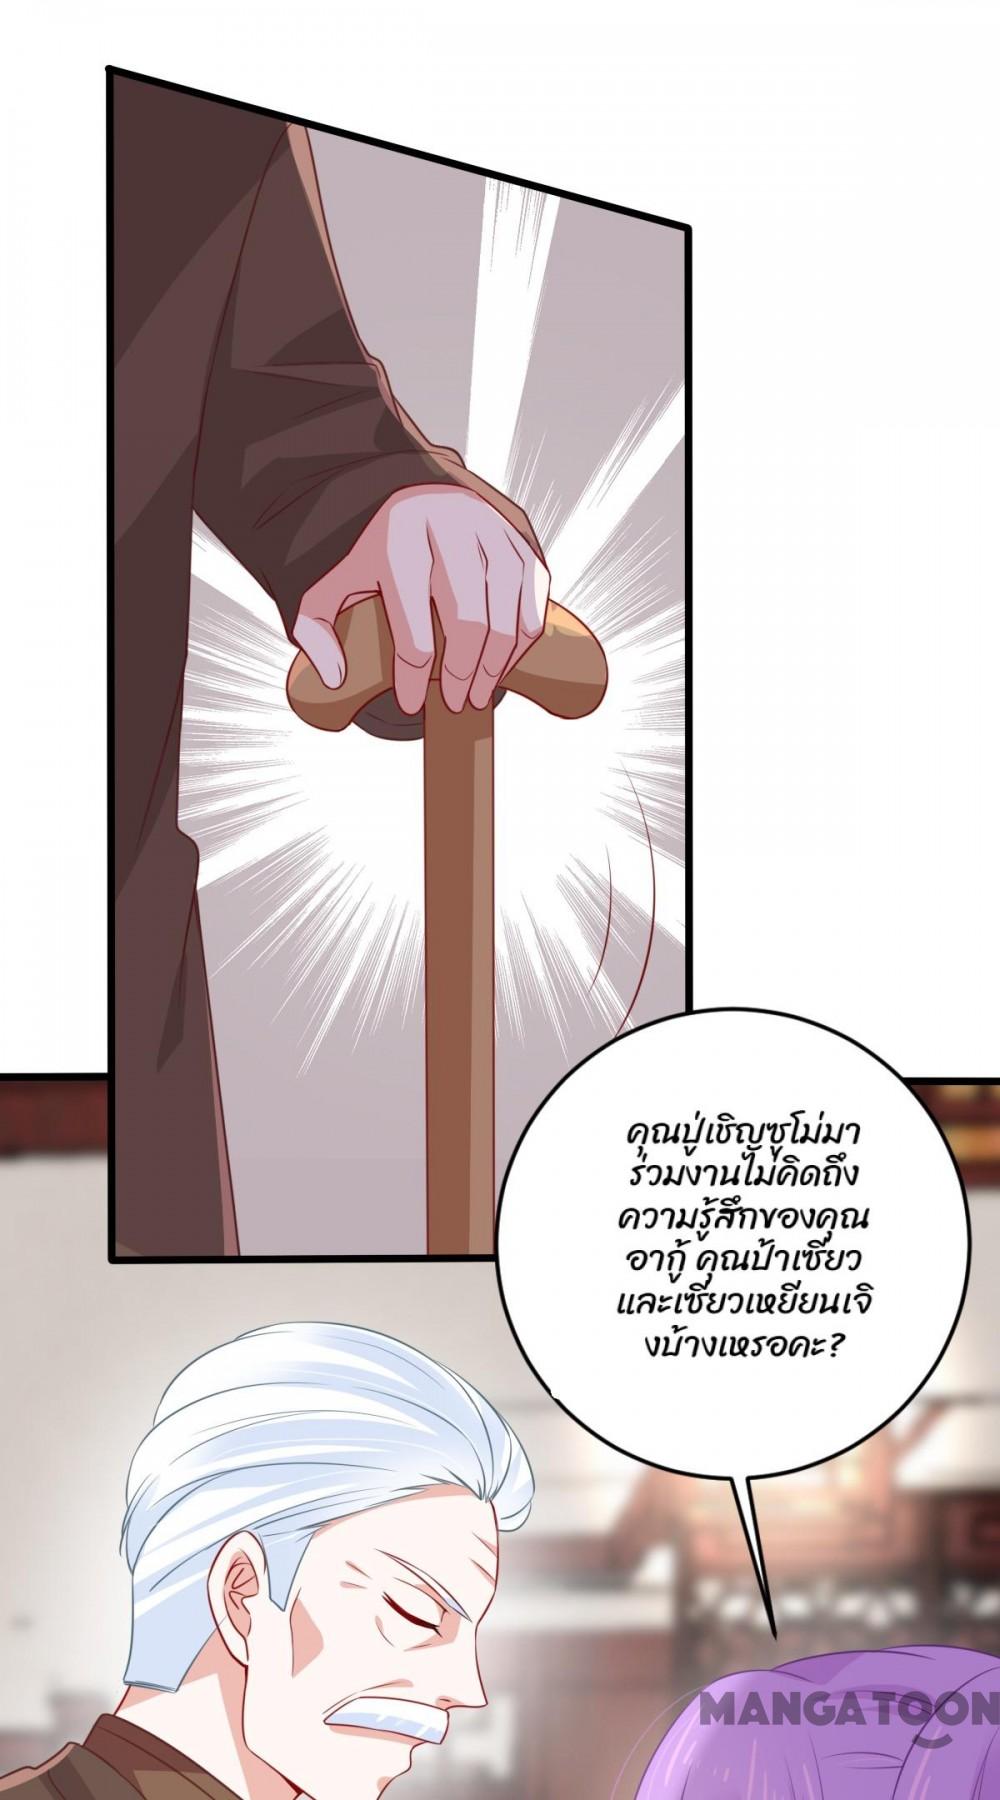 คุณปู่เชิญซูโม่มา
ร่วมงานไม่คิดถึง
ความรู้สึกของคุณ
อากู้ คุณป้าเซียว
และเซียวเหยียนเจิ
งบ้างเหรอคะ?
MANGATOON